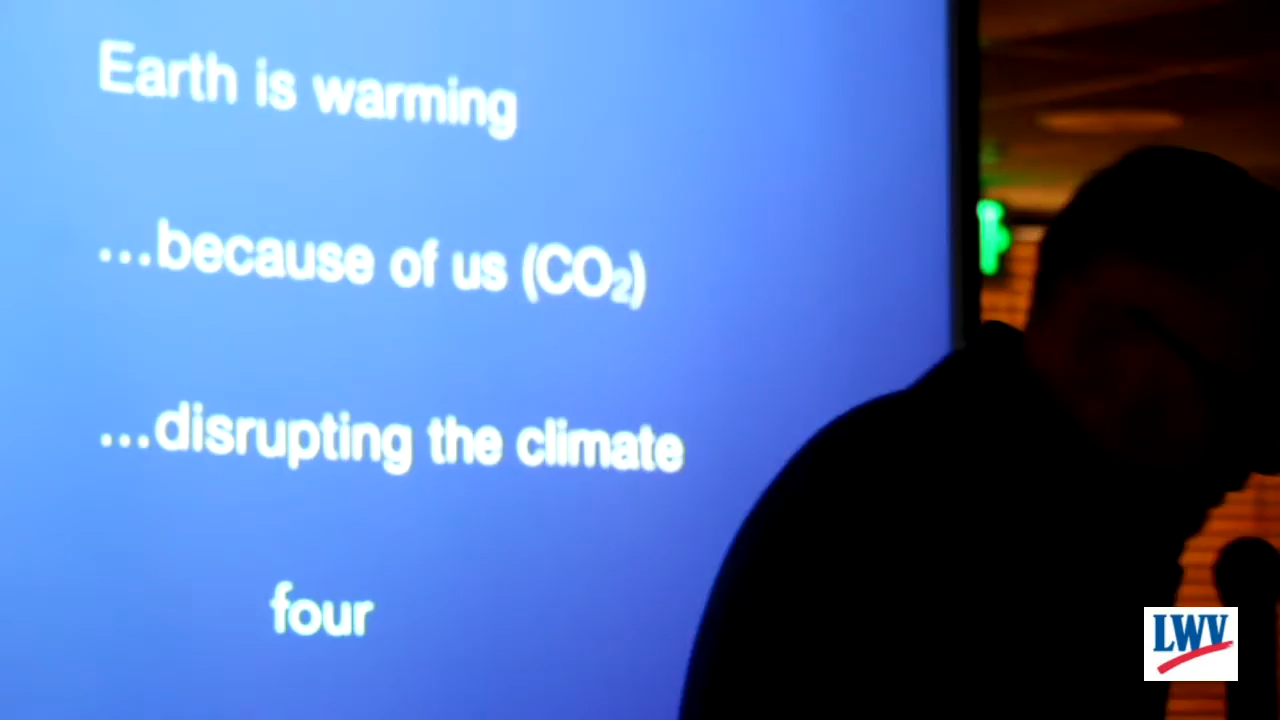 Earth is warming
...because of us (CO₂)
...disrupting the climate
four
LWV